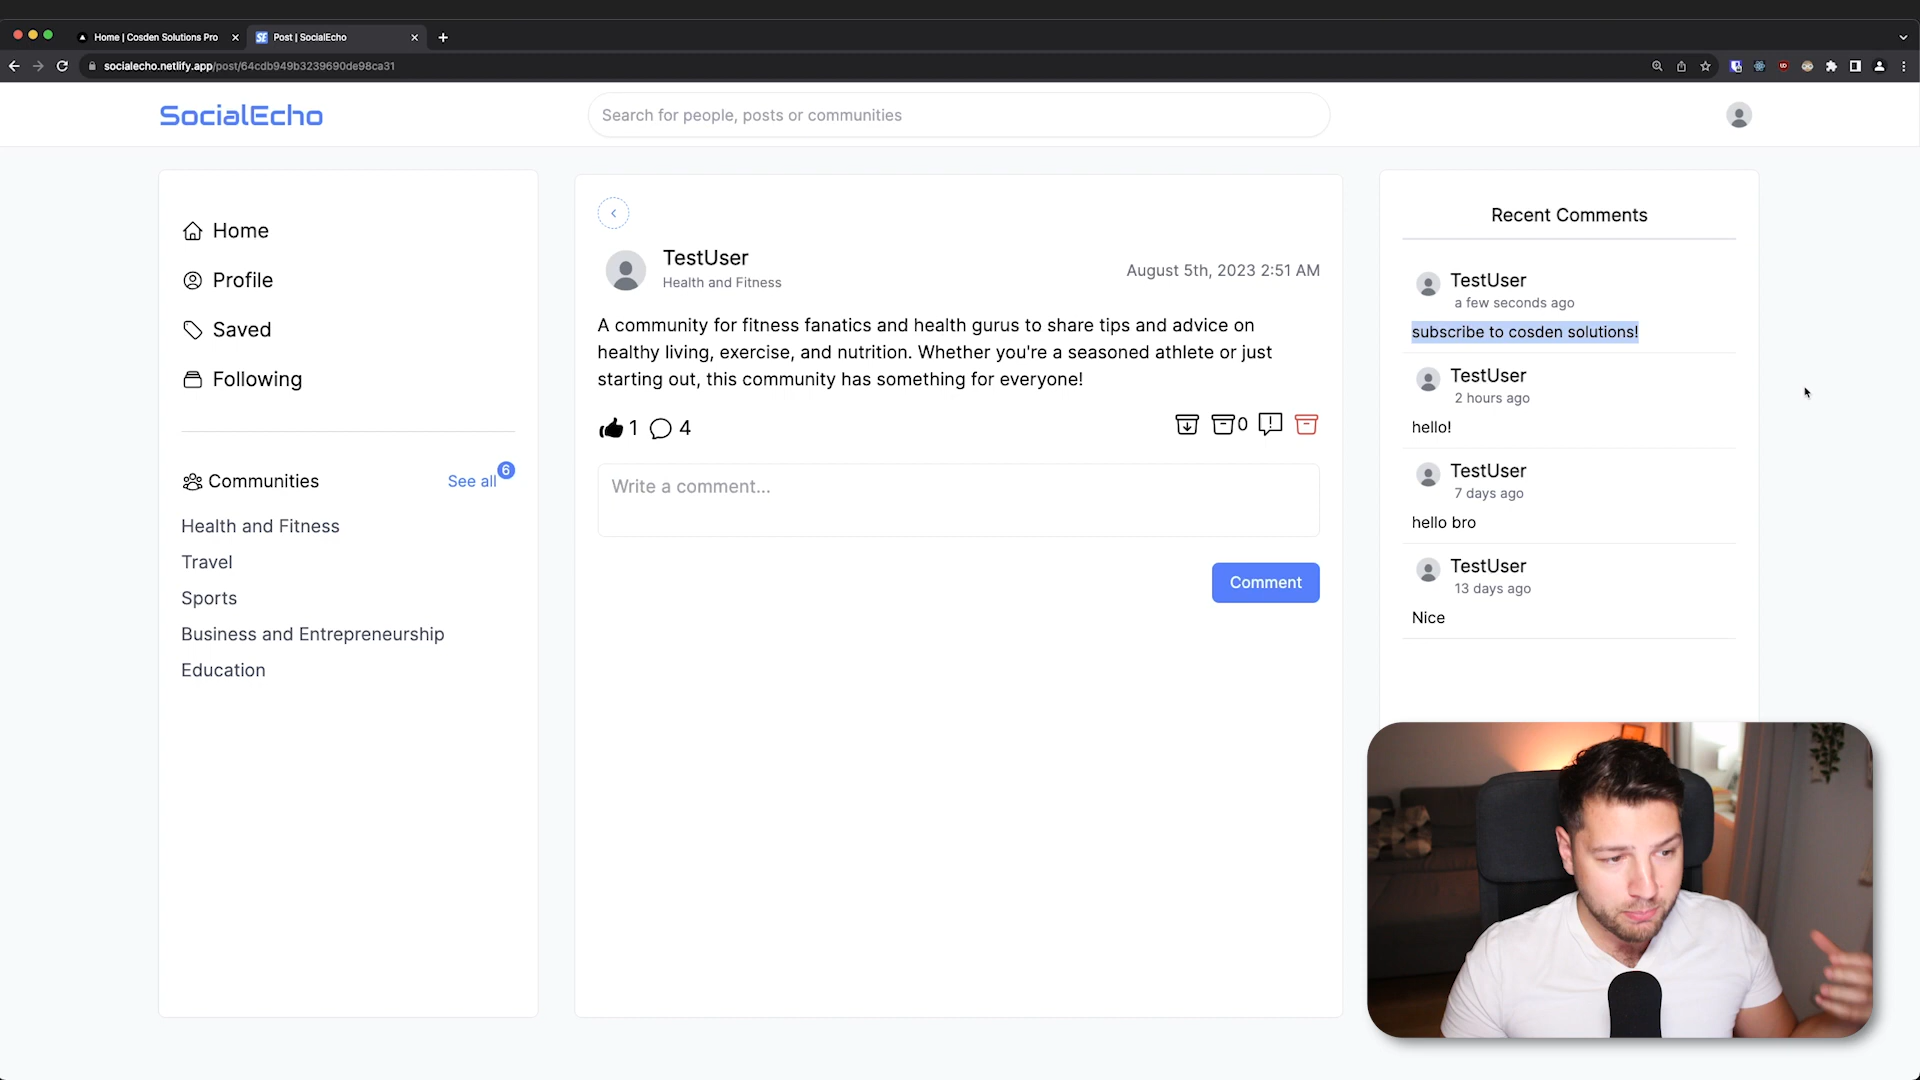 Home | Cosden Solutions Pro
SE Post | SocialEcho
socialecho.netlify.app/post/64cdb949b3239690de98ca31
SocialEcho
Search for people, posts or communities
Home
Profile
Saved
Following
Communities
See all
6
Health and Fitness
Travel
Sports
Business and Entrepreneurship
Education
TestUser
Health and Fitness
August 5th, 2023 2:51 AM
A community for fitness fanatics and health gurus to share tips and advice on
healthy living, exercise, and nutrition. Whether you're a seasoned athlete or just
starting out, this community has something for everyone!
1
4
0
Write a comment...
Comment
Recent Comments
TestUser
a few seconds ago
subscribe to cosden solutions!
TestUser
2 hours ago
hello!
TestUser
7 days ago
hello bro
TestUser
13 days ago
Nice